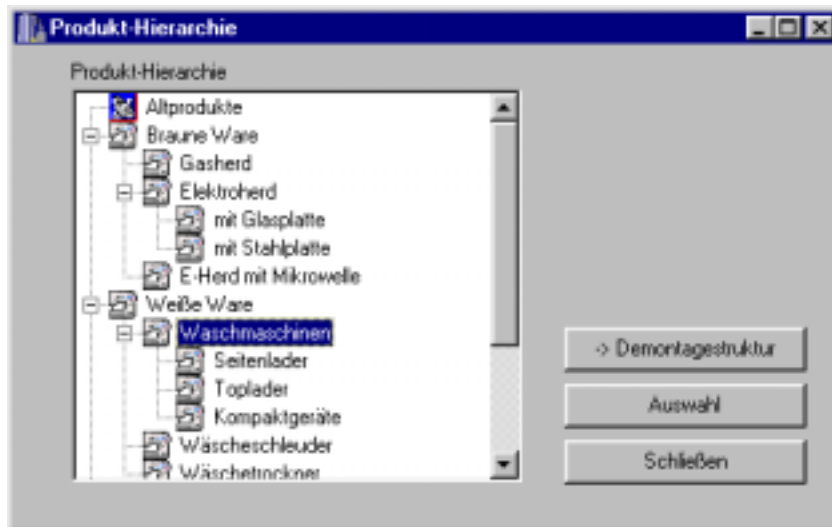 Produkt-Hierarchie
Produkt-Hierarchie
Altprodukte
Braune Ware
Gasherd
Elektroherd
mit Glasplatte
mit Stahlplatte
E-Herd mit Mikrowelle
Weiße Ware
Waschmaschinen
Seitenlader
Toplader
Kompaktgeräte
Wäscheschleuder
Wäschetrockner
-> Demontagestruktur
Auswahl
Schließen